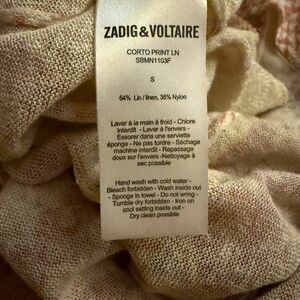 ZADIG&VOLTAIRE
CORTO PRINT LN
SBMN1103F
S
64% Lin / linen, 36% Nylon
Laver à la main à froid - Chlore
interdit - Laver à l'envers -
Essorer dans une serviette
éponge - Ne pas tordre - Séchage
machine interdit - Repassage
doux sur l'envers -Nettoyage à
sec possible
Hand wash with cold water -
Bleach forbidden - Wash inside out
- Sponge in towel - Do not wring -
Tumble dry forbidden - Iron on
cool setting inside out -
Dry clean possible